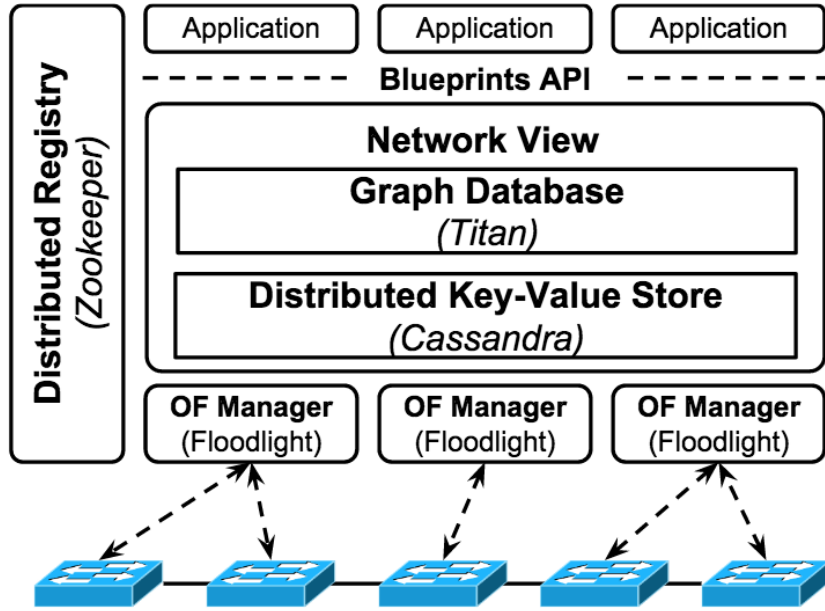 Distributed Registry
(Zookeeper)
Application
Application
Application
Blueprints API
Network View
Graph Database
(Titan)
Distributed Key-Value Store
(Cassandra)
OF Manager
(Floodlight)
OF Manager
(Floodlight)
OF Manager
(Floodlight)